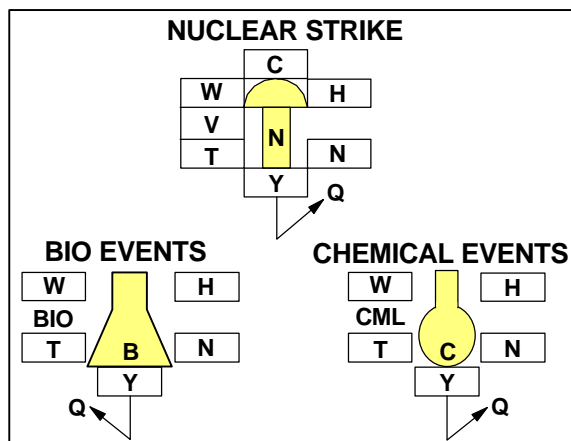 NUCLEAR STRIKE
C
W H
V
N
T N
Y
Q
BIO EVENTS CHEMICAL EVENTS
W H W H
BIO CML
T B N T C N
Y Y
Q Q